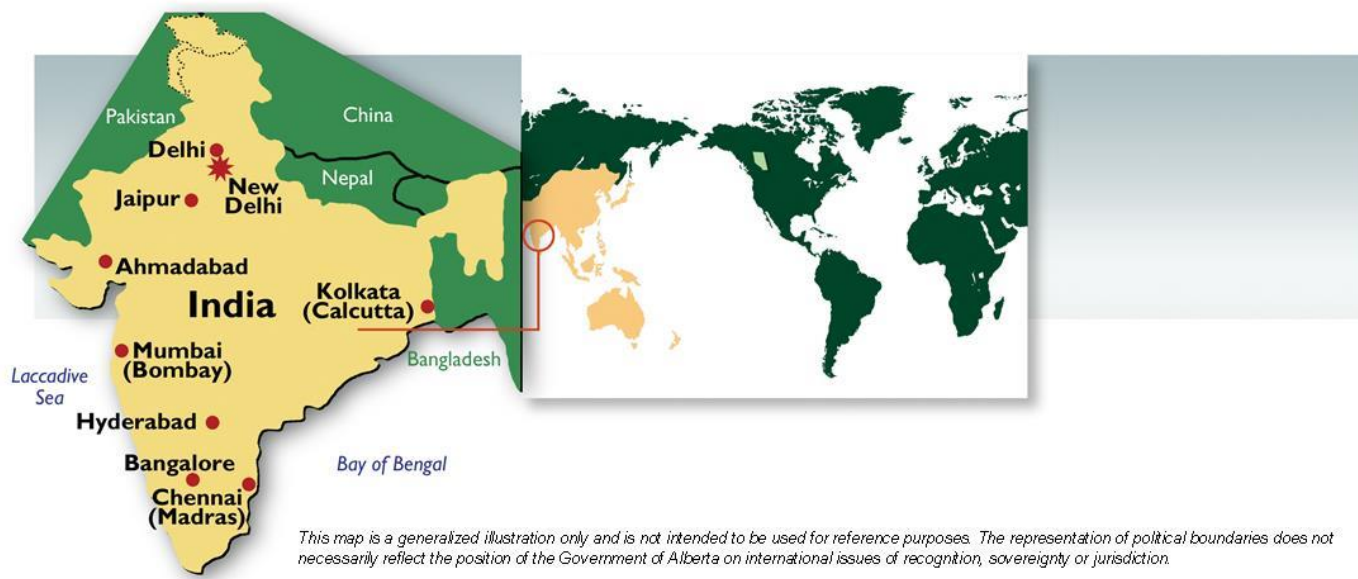 Pakistan
China
Delhi
Nepal
New
Delhi
Jaipur
Ahmadabad
India
Kolkata
(Calcutta)
Mumbai
(Bombay)
Bangladesh
Laccadive
Sea
Hyderabad
Bangalore
Bay of Bengal
Chennai
(Madras)
This map is a generalized illustration only and is not intended to be used for reference purposes. The representation of political boundaries does not
necessarily reflect the position of the Government of Alberta on international issues of recognition, sovereignty or jurisdiction.